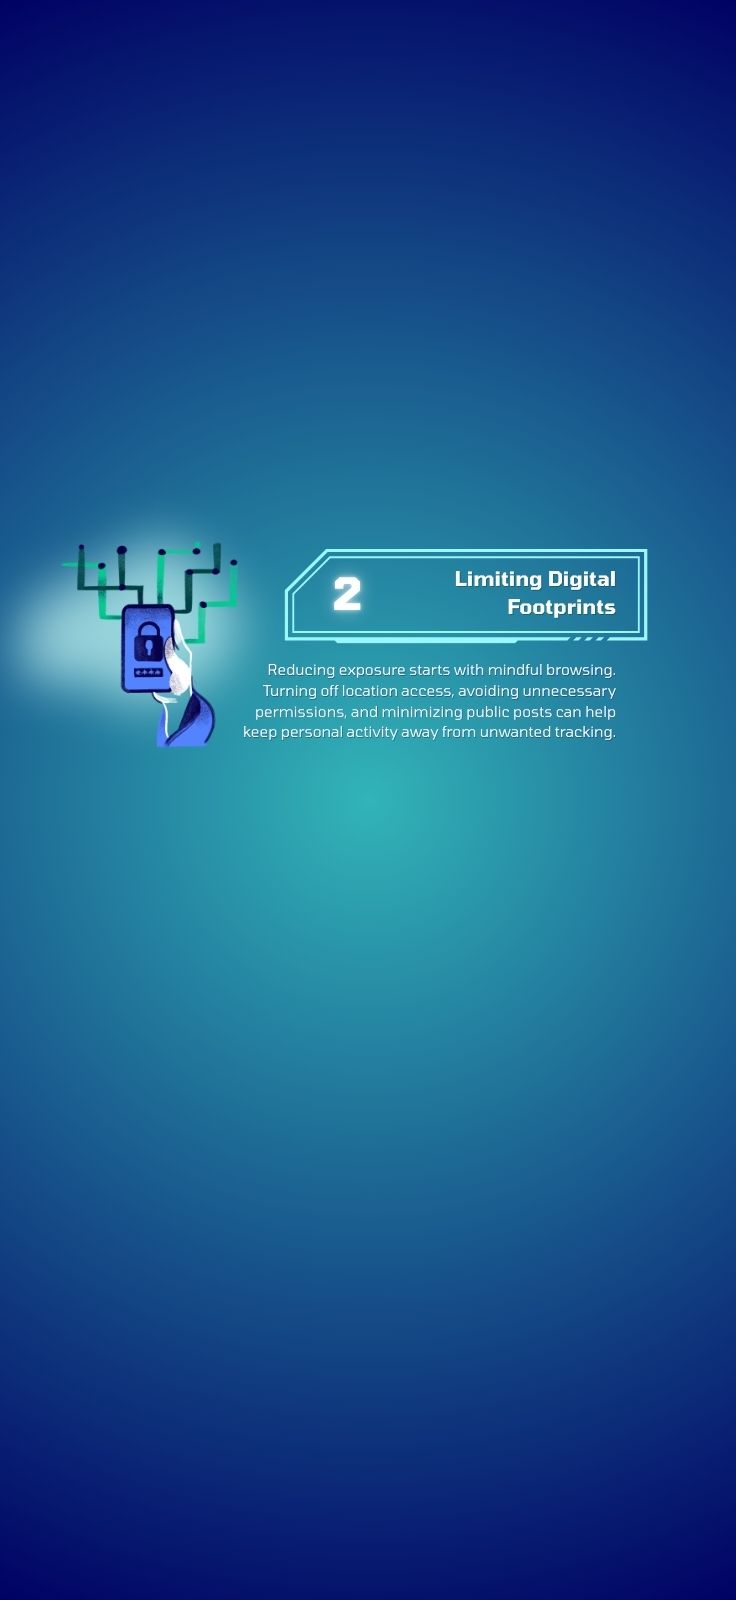 2
Limiting Digital
Footprints
Reducing exposure starts with mindful browsing.
Turning off location access, avoiding unnecessary
permissions, and minimizing public posts can help
keep personal activity away from unwanted tracking.
****